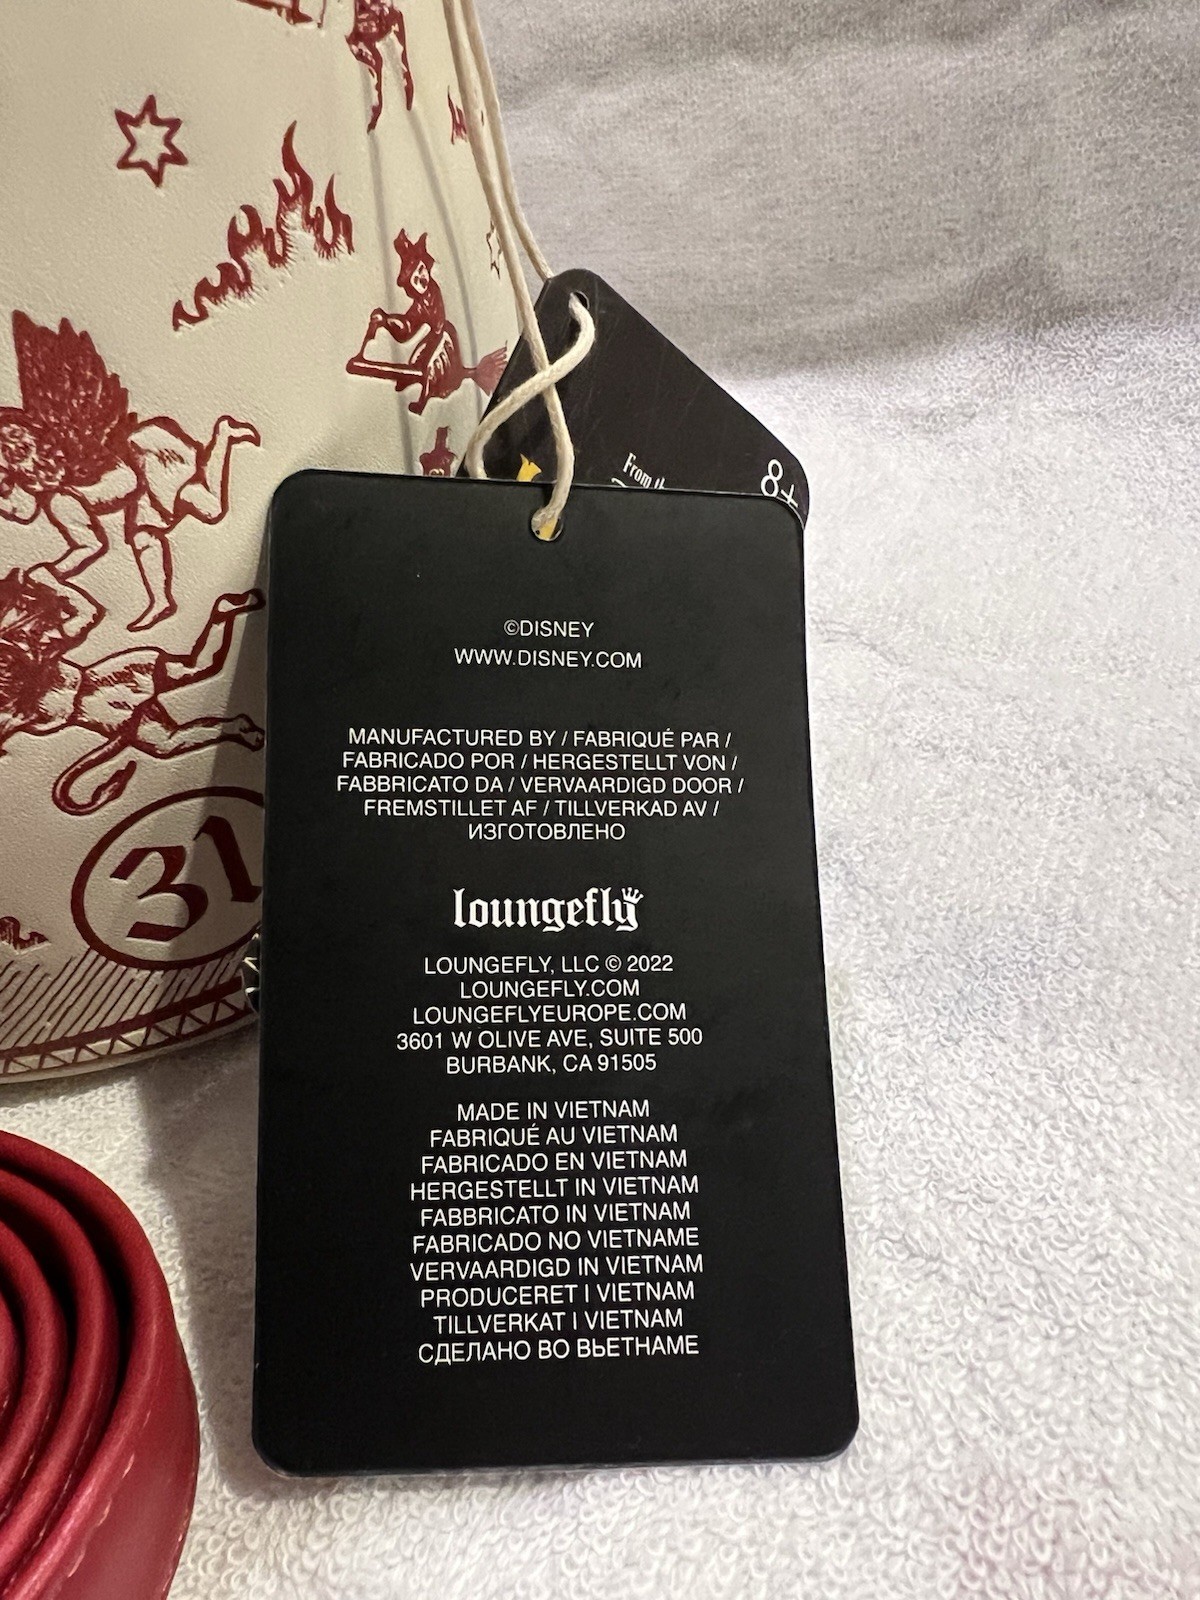 From th
8+
©DISNEY
WWW.DISNEY.COM
MANUFACTURED BY / FABRIQUÉ PAR /
FABRICADO POR / HERGESTELLT VON /
FABBRICATO DA / VERVAARDIGD DOOR /
FREMSTILLET AF / TILLVERKAD AV /
ИЗГОТОВЛЕНО
loungefly
LOUNGEFLY, LLC © 2022
LOUNGEFLY.COM
LOUNGEFLYEUROPE.COM
3601 W OLIVE AVE, SUITE 500
BURBANK, CA 91505
MADE IN VIETNAM
FABRIQUÉ AU VIETNAM
FABRICADO EN VIETNAM
HERGESTELLT IN VIETNAM
FABBRICATO IN VIETNAM
FABRICADO NO VIETNAME
VERVAARDIGD IN VIETNAM
PRODUCERET I VIETNAM
TILLVERKAT I VIETNAM
СДЕЛАНО ВО ВЬЕТНАМЕ
31